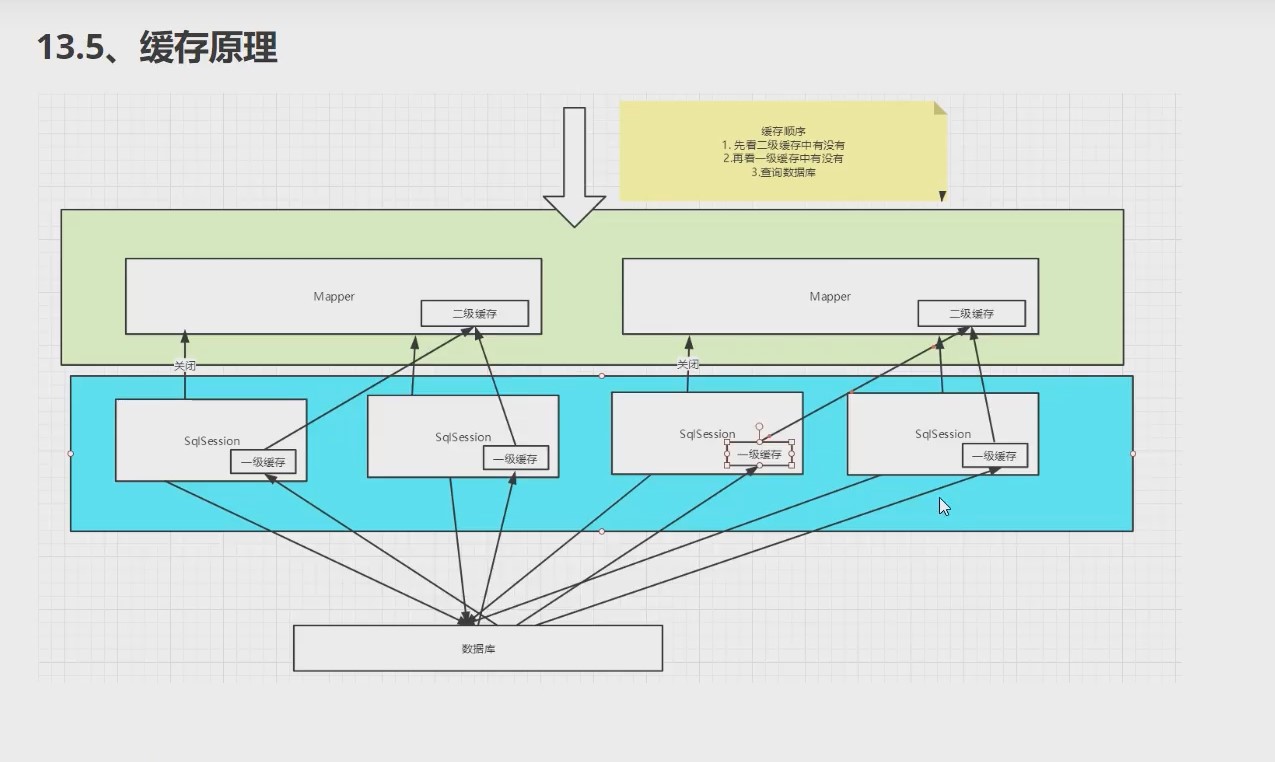 13.5、缓存原理
缓存顺序
1. 先看二级缓存中有没有
2.再看一级缓存中有没有
3.查询数据库
Mapper
二级缓存
Mapper
二级缓存
关闭
关闭
SqlSession
一级缓存
SqlSession
一级缓存
SqlSession
一级缓存
SqlSession
一级缓存
数据库